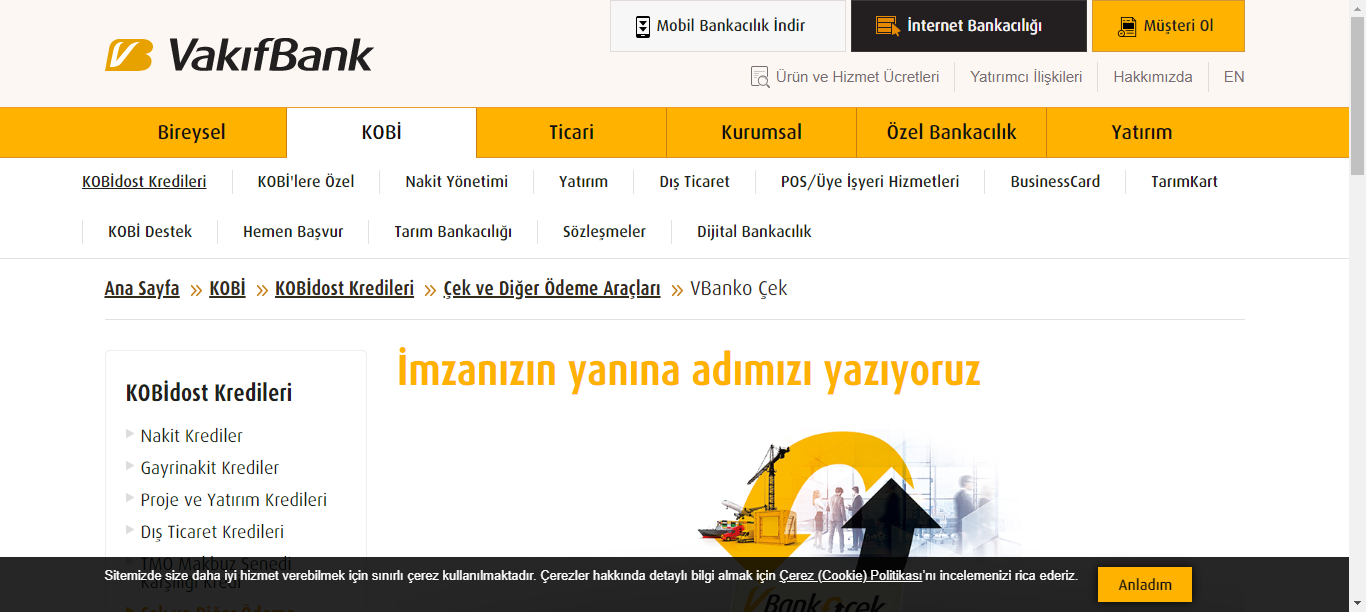 Mobil Bankacılık İndir
İnternet Bankacılığı
Müşteri Ol
VakıfBank
Ürün ve Hizmet Ücretleri
Yatırımcı İlişkileri
Hakkımızda
EN
Bireysel
KOBİ
Ticari
Kurumsal
Özel Bankacılık
Yatırım
KOBİdost Kredileri
KOBİ'lere Özel
Nakit Yönetimi
Yatırım
Dış Ticaret
POS/Üye İşyeri Hizmetleri
BusinessCard
TarımKart
KOBİ Destek
Hemen Başvur
Tarım Bankacılığı
Sözleşmeler
Dijital Bankacılık
Ana Sayfa » KOBİ » KOBİdost Kredileri » Çek ve Diğer Ödeme Araçları » VBanko Çek
İmzanızın yanına adımızı yazıyoruz
KOBİdost Kredileri
Nakit Krediler
Gayrinakit Krediler
Proje ve Yatırım Kredileri
Dış Ticaret Kredileri
TMO Makbuz Senedi
Karşılığı Kredi
Çek ve Diğer Ödeme
Sitemizde size daha iyi hizmet verebilmek için sınırlı çerez kullanılmaktadır. Çerezler hakkında detaylı bilgi almak için Çerez (Cookie) Politikası'nı incelemenizi rica ederiz.
Anladım